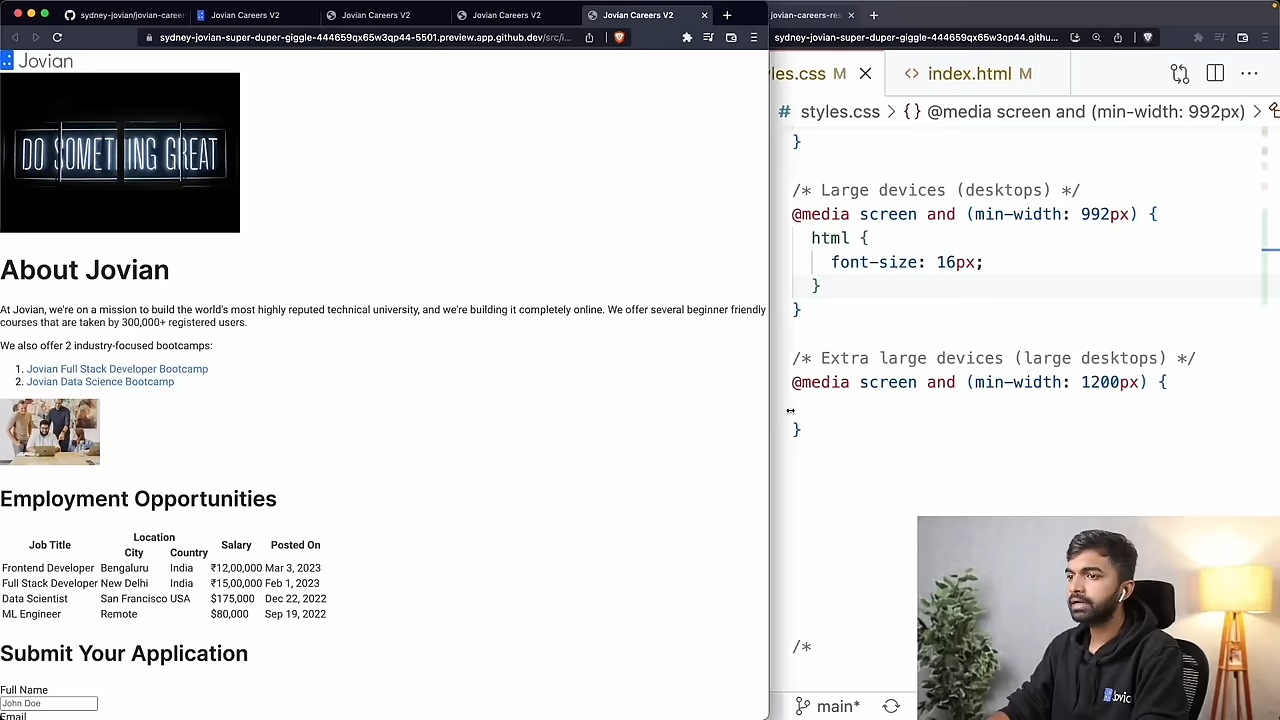 sydney-jovian/jovian-career
Jovian Careers V2
Jovian Careers V2
Jovian Careers V2
Jovian Careers V2
sydney-jovian-super-duper-giggle-444659qx65w3qp44-5501.preview.app.github.dev/src/i...
Jovian
DO SOMETHING GREAT
About Jovian
At Jovian, we're on a mission to build the world's most highly reputed technical university, and we're building it completely online. We offer several beginner friendly
courses that are taken by 300,000+ registered users.
We also offer 2 industry-focused bootcamps:
1. Jovian Full Stack Developer Bootcamp
2. Jovian Data Science Bootcamp
Employment Opportunities
Job Title Location Salary Posted On
City Country
Frontend Developer Bengaluru India ₹12,00,000 Mar 3, 2023
Full Stack Developer New Delhi India ₹15,00,000 Feb 1, 2023
Data Scientist San Francisco USA $175,000 Dec 22, 2022
ML Engineer Remote $80,000 Sep 19, 2022
Submit Your Application
Full Name
John Doe
Email
jovian-careers-re
sydney-jovian-super-duper-giggle-444659qx65w3qp44.githu...
les.css M
<> index.html M
# styles.css > {} @media screen and (min-width: 992px) >
}
/* Large devices (desktops) */
@media screen and (min-width: 992px) {
html {
font-size: 16px;
}
}
/* Extra large devices (large desktops) */
@media screen and (min-width: 1200px) {
}
/*
main*